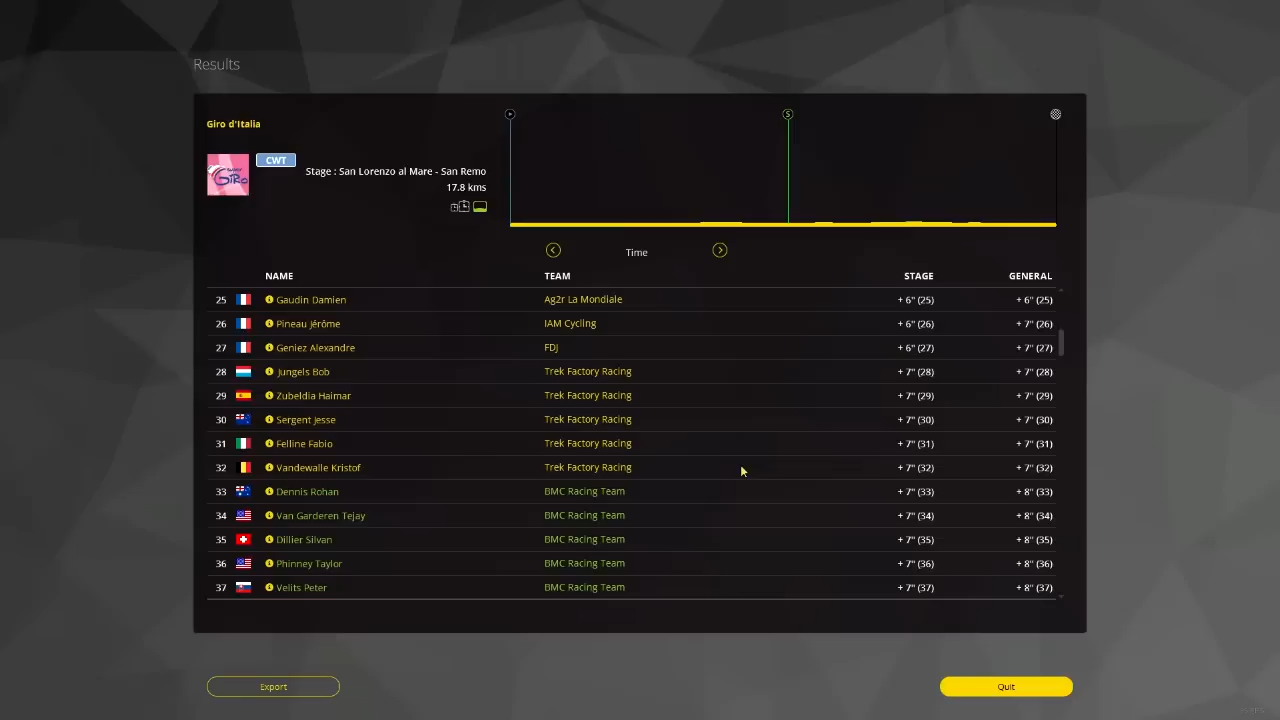 Results
Giro d'Italia
CWT
GIRO
Stage : San Lorenzo al Mare - San Remo
17.8 kms
S
Time
NAME TEAM STAGE GENERAL
25 Gaudin Damien Ag2r La Mondiale + 6" (25) + 6" (25)
26 Pineau Jérôme IAM Cycling + 6" (26) + 7" (26)
27 Geniez Alexandre FDJ + 6" (27) + 7" (27)
28 Jungels Bob Trek Factory Racing + 7" (28) + 7" (28)
29 Zubeldia Haimar Trek Factory Racing + 7" (29) + 7" (29)
30 Sergent Jesse Trek Factory Racing + 7" (30) + 7" (30)
31 Felline Fabio Trek Factory Racing + 7" (31) + 7" (31)
32 Vandewalle Kristof Trek Factory Racing + 7" (32) + 7" (32)
33 Dennis Rohan BMC Racing Team + 7" (33) + 8" (33)
34 Van Garderen Tejay BMC Racing Team + 7" (34) + 8" (34)
35 Dillier Silvan BMC Racing Team + 7" (35) + 8" (35)
36 Phinney Taylor BMC Racing Team + 7" (36) + 8" (36)
37 Velits Peter BMC Racing Team + 7" (37) + 8" (37)
Export Quit